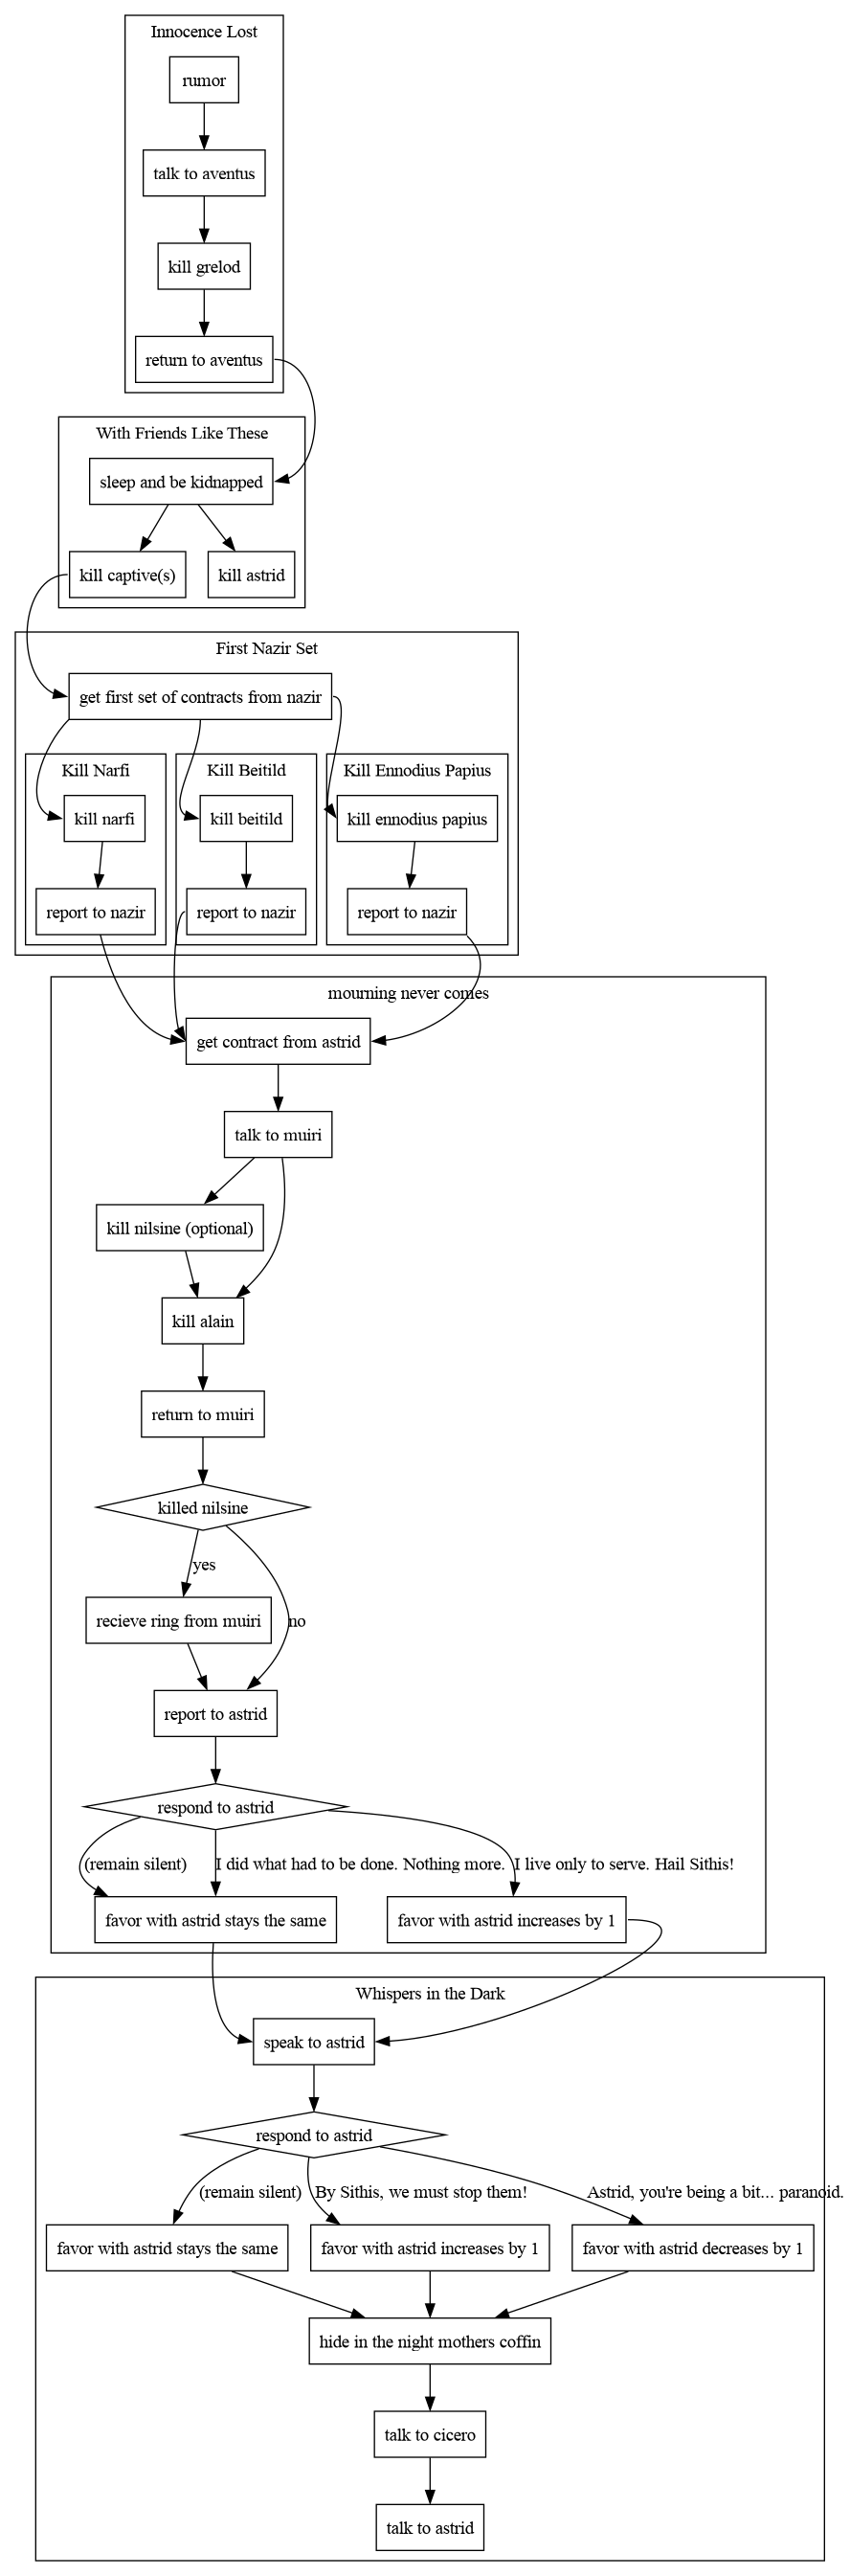 Innocence Lost
rumor
talk to aventus
kill grelod
return to aventus
With Friends Like These
sleep and be kidnapped
kill captive(s)
kill astrid
First Nazir Set
get first set of contracts from nazir
Kill Narfi
Kill Beitild
Kill Ennodius Papius
kill narfi
kill beitild
kill ennodius papius
report to nazir
report to nazir
report to nazir
mourning never comes
get contract from astrid
talk to muiri
kill nilsine (optional)
kill alain
return to muiri
killed nilsine
yes
recieve ring from muiri
no
report to astrid
respond to astrid
(remain silent)
I did what had to be done. Nothing more.
I live only to serve. Hail Sithis!
favor with astrid stays the same
favor with astrid increases by 1
Whispers in the Dark
speak to astrid
respond to astrid
(remain silent)
By Sithis, we must stop them!
Astrid, you're being a bit... paranoid.
favor with astrid stays the same
favor with astrid increases by 1
favor with astrid decreases by 1
hide in the night mothers coffin
talk to cicero
talk to astrid